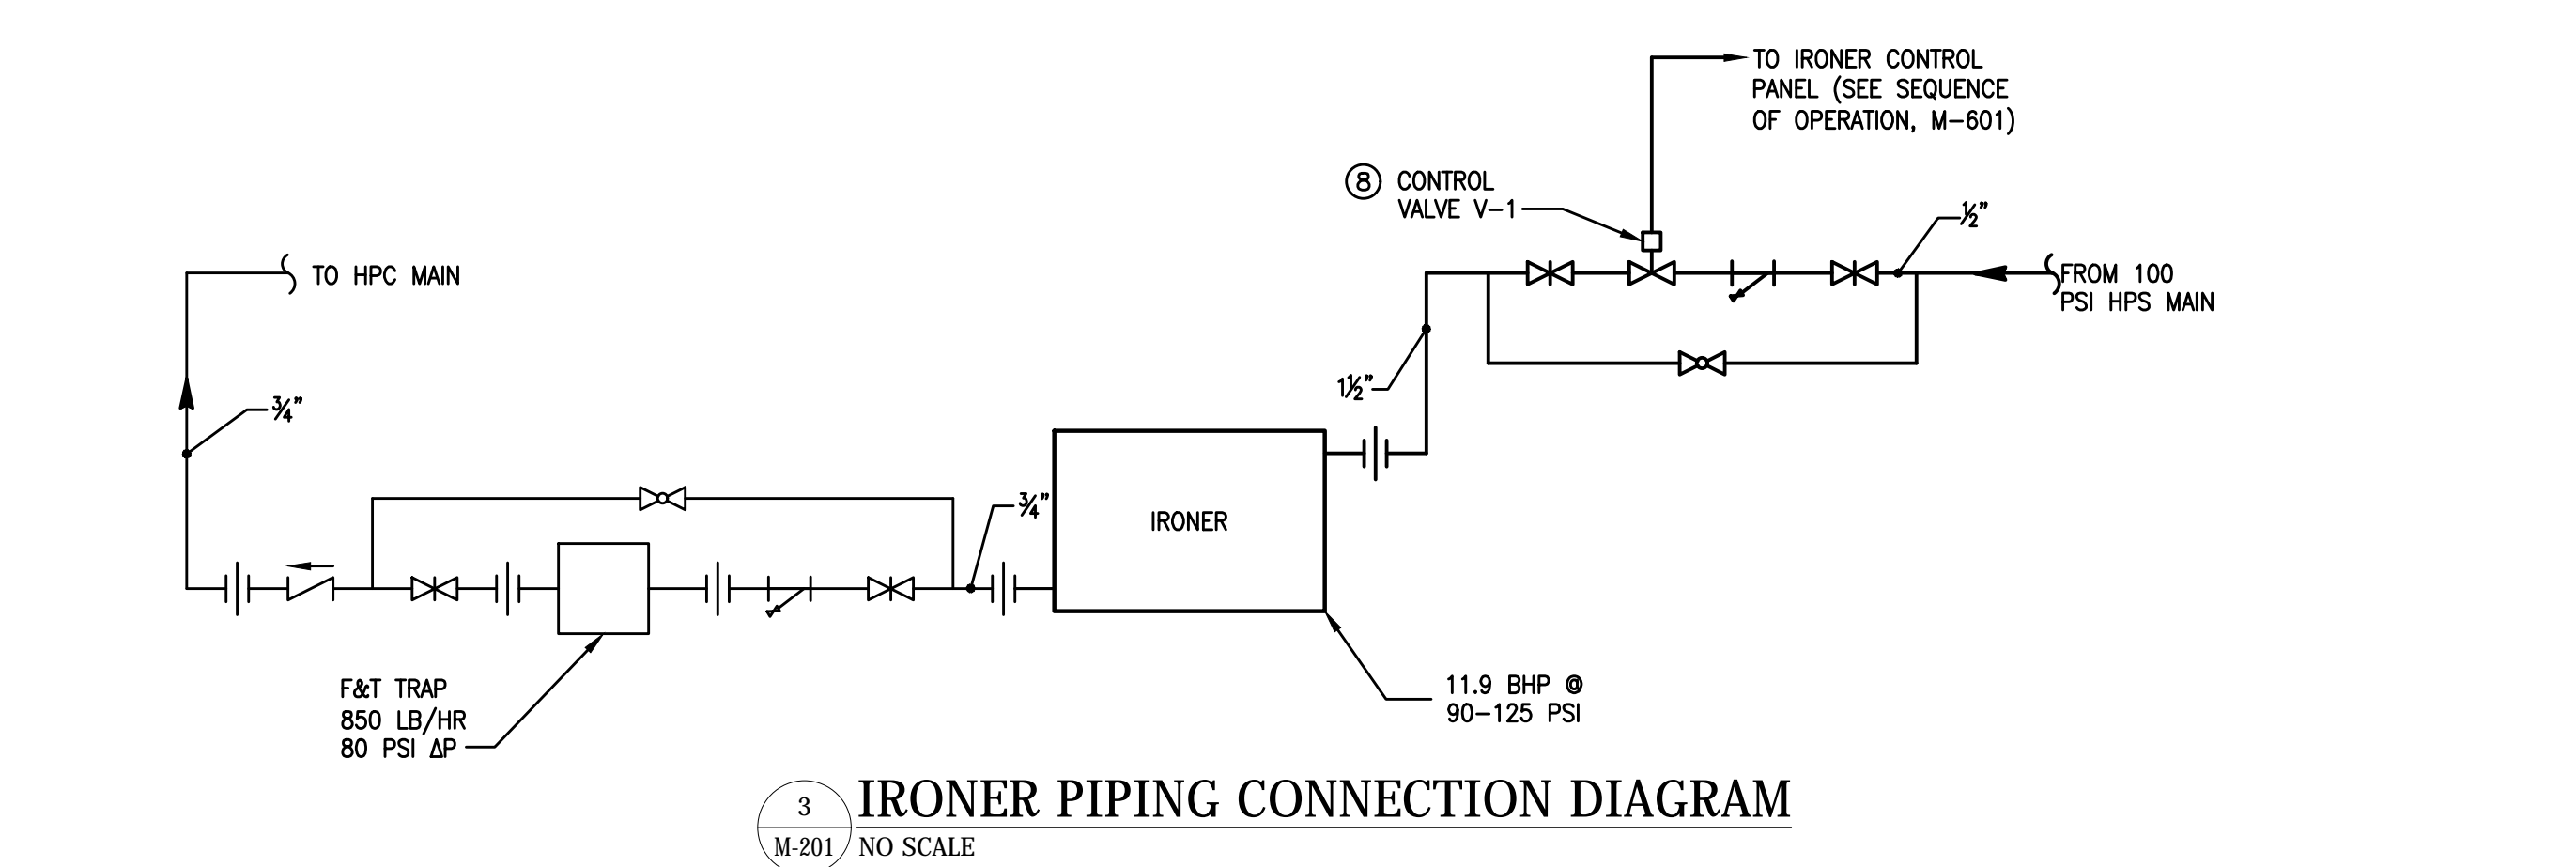 TO IRONER CONTROL
PANEL (SEE SEQUENCE
OF OPERATION, M-601)
8
CONTROL
VALVE V-1
½"
FROM 100
PSI HPS MAIN
TO HPC MAIN
1½"
¾"
¾"
IRONER
F&T TRAP
850 LB/HR
80 PSI ΔP
11.9 BHP @
90-125 PSI
3
M-201
IRONER PIPING CONNECTION DIAGRAM
NO SCALE